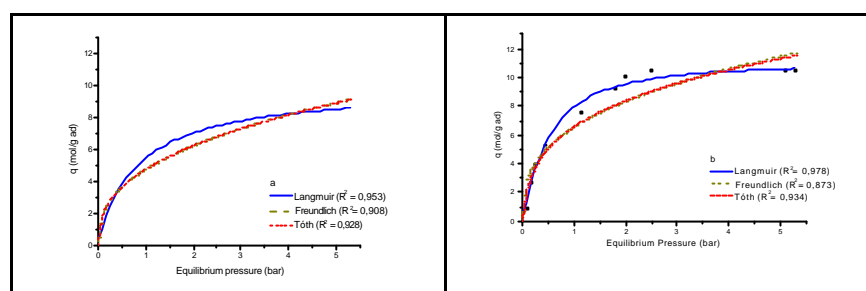 12
10
8
6
4
2
0
q (mol/g ad)
a
Langmuir (R² = 0,953)
Freundlich (R² = 0,908)
Tóth (R² = 0,928)
0 1 2 3 4 5
Equilibrium pressure (bar)
12
10
8
6
4
2
0
q (mol/g ad)
b
Langmuir (R² = 0,978)
Freundlich (R² = 0,873)
Tóth (R² = 0,934)
0 1 2 3 4 5
Equilibrium Pressure (bar)